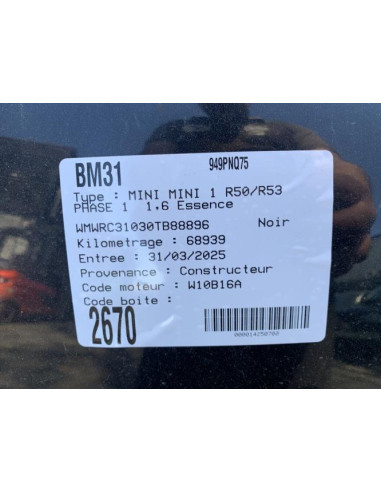 949PNQ75
BM31
Type : MINI MINI 1 R50/R53
PHASE 1 1.6 Essence
WMWRC31030TB88896 Noir
Kilometrage : 68939
Entree : 31/03/2025
Provenance : Constructeur
Code moteur : W10B16A
Code boite :
2670